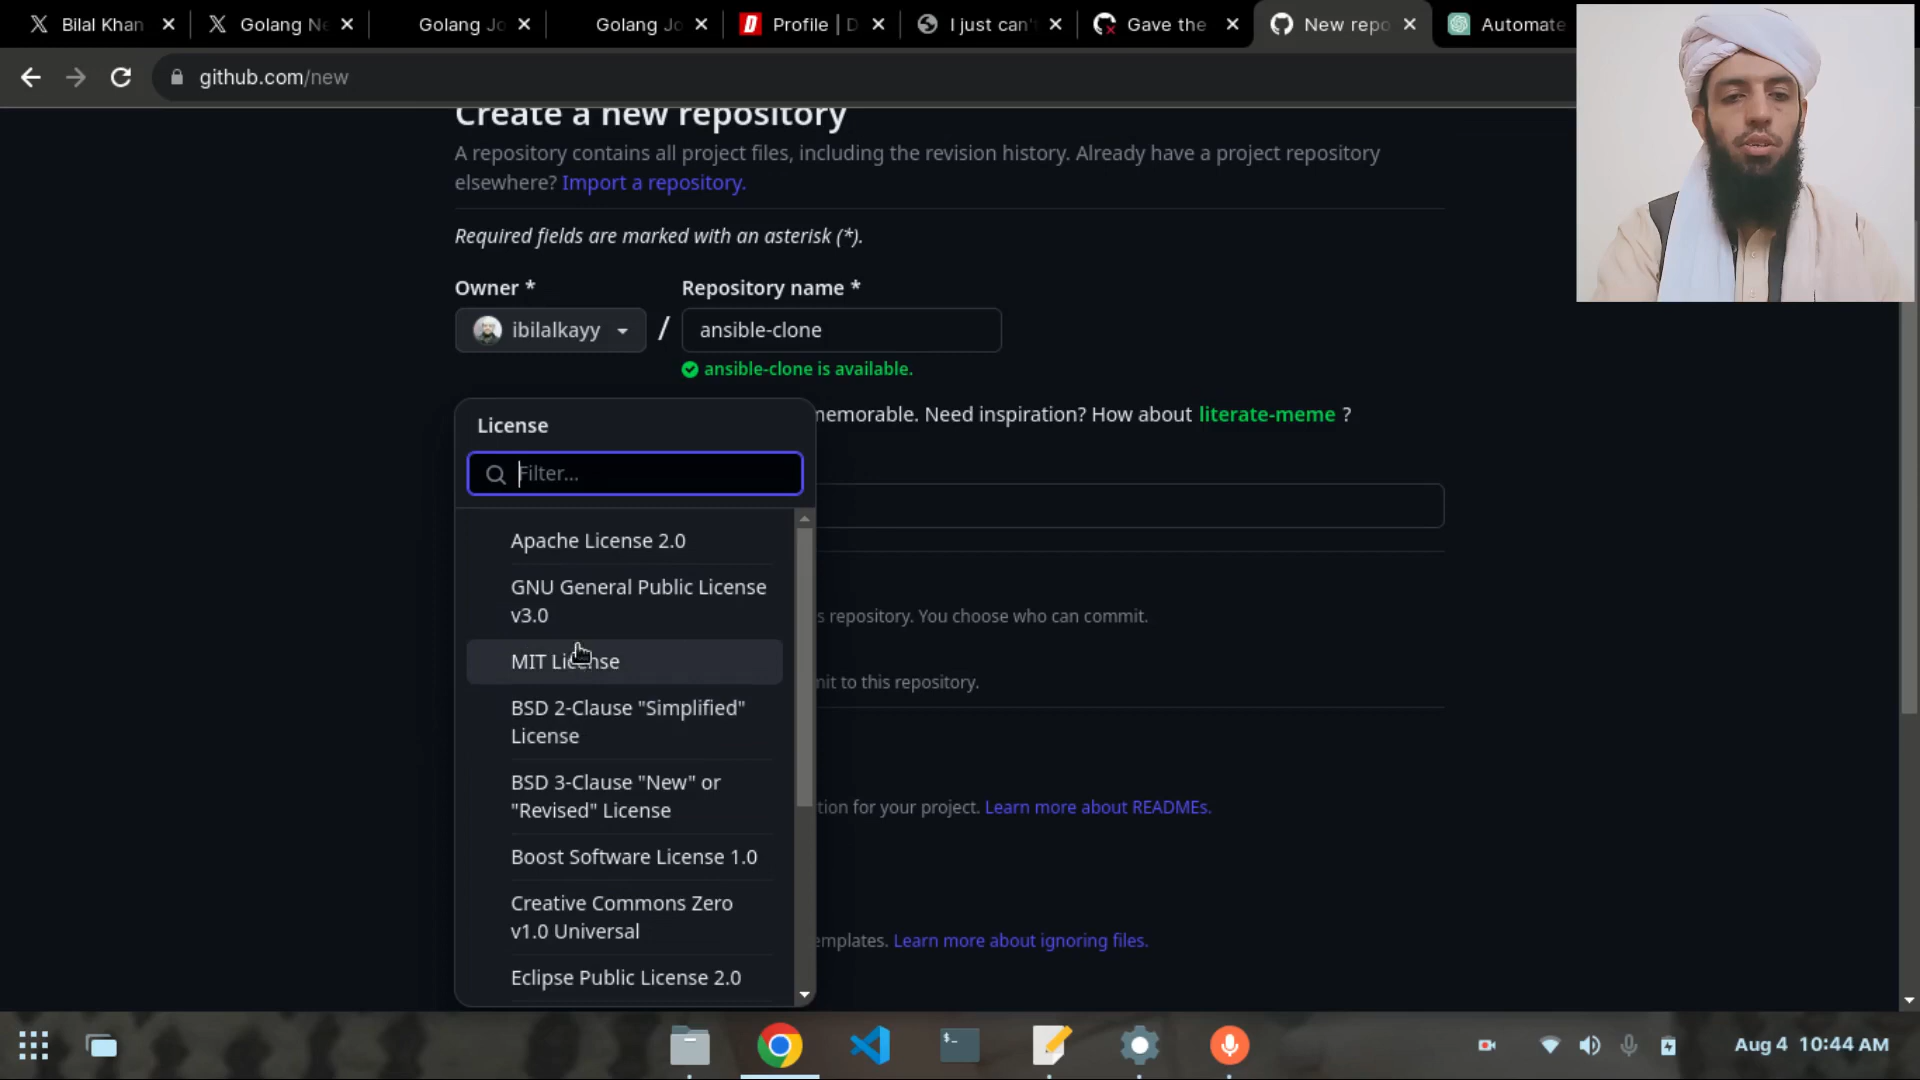 Bilal Khan
Golang Ne
Golang Jo
Golang Jo
Profile | D
I just can'
Gave the
New repo
Automate
github.com/new
Create a new repository
A repository contains all project files, including the revision history. Already have a project repository
elsewhere? Import a repository.
Required fields are marked with an asterisk (*).
Owner *
Repository name *
ibilalkayy
/
ansible-clone
ansible-clone is available.
License
memorable. Need inspiration? How about literate-meme ?
Filter...
Apache License 2.0
GNU General Public License
v3.0
s repository. You choose who can commit.
MIT License
mit to this repository.
BSD 2-Clause "Simplified"
License
BSD 3-Clause "New" or
"Revised" License
tion for your project. Learn more about READMEs.
Boost Software License 1.0
Creative Commons Zero
v1.0 Universal
emplates. Learn more about ignoring files.
Eclipse Public License 2.0
Aug 4 10:44 AM